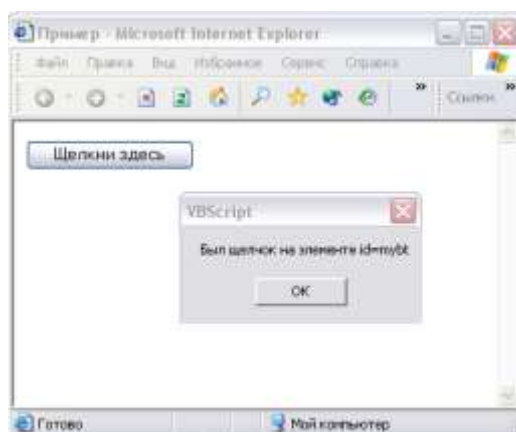 Пример - Microsoft Internet Explorer
Файл Правка Вид Избранное Сервис Справка
Ссылки
Щелкни здесь
VBScript
Был щелчок на элементе id=mybt
OK
Готово
Мой компьютер